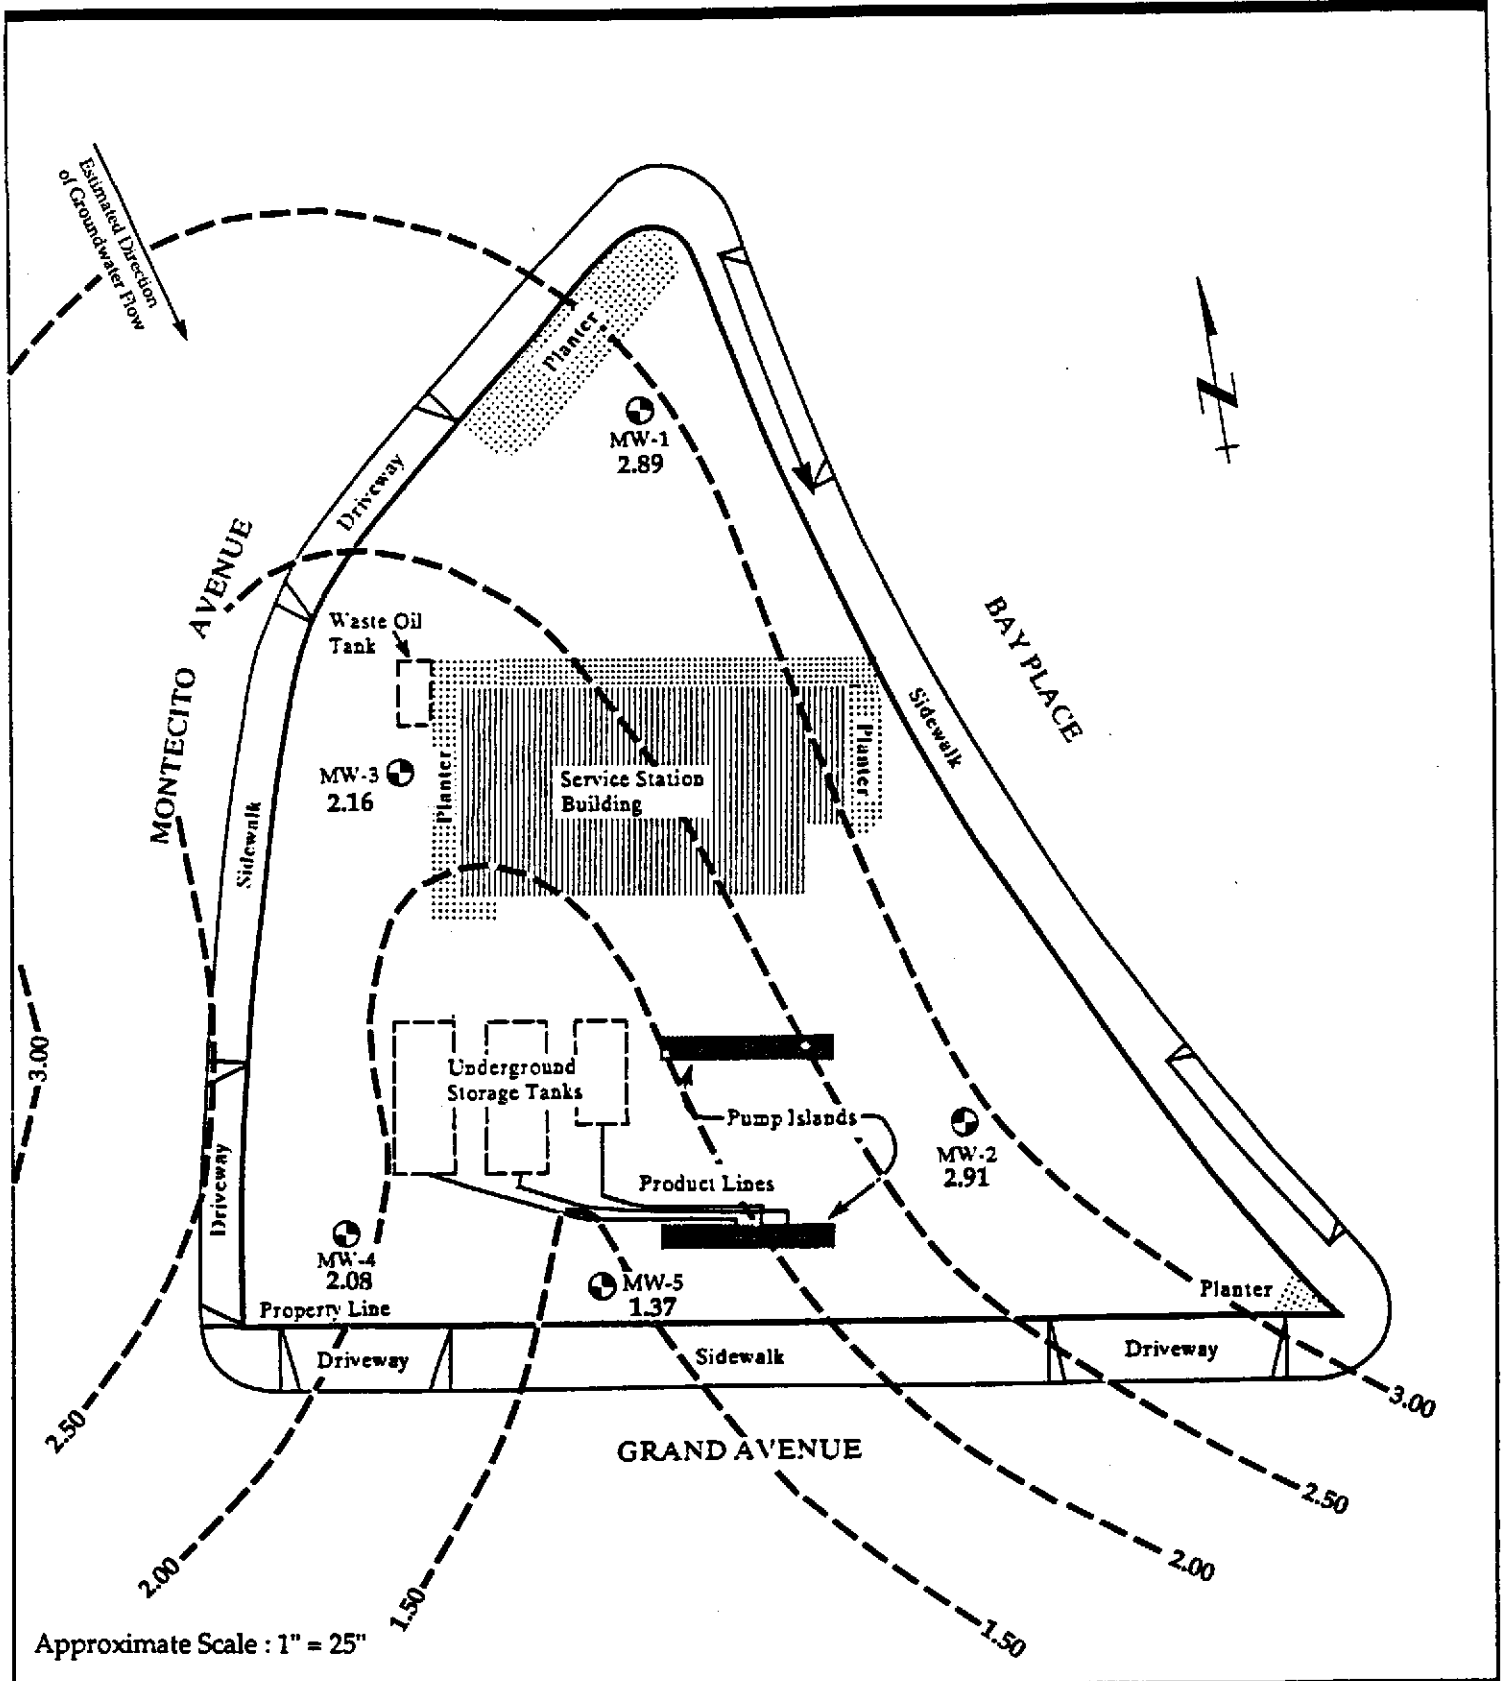 Estimated Direction
of Groundwater Flow
Planter
MW-1
2.89
N
Driveway
MONTECITO AVENUE
BAY PLACE
Waste Oil
Tank
Sidewalk
MW-3
2.16
Planter
Service Station
Building
Planter
Sidewalk
3.00
Underground
Storage Tanks
Pump Islands
MW-2
2.91
Driveway
Product Lines
MW-4
2.08
MW-5
1.37
Property Line
Planter
Driveway
Sidewalk
Driveway
3.00
2.50
GRAND AVENUE
2.50
2.00
2.00
1.50
1.50
Approximate Scale : 1" = 25"